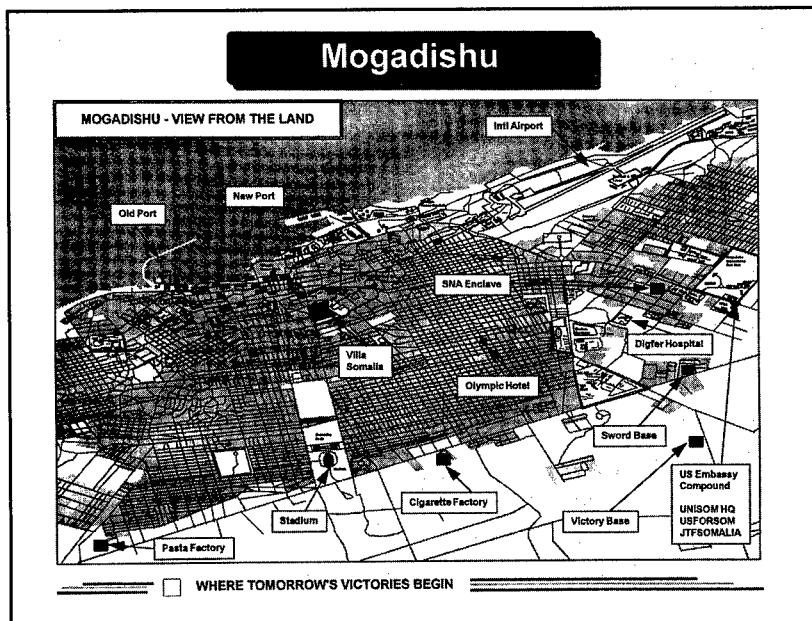 Mogadishu
MOGADISHU - VIEW FROM THE LAND
Intl Airport
New Port
Old Port
SNA Enclave
Digfer Hospital
Villa
Somalia
Olympic Hotel
Sword Base
US Embassy
Compound
UNISOM HQ
USFORSOM
JTFSOMALIA
Cigarette Factory
Stadium
Victory Base
Pasta Factory
WHERE TOMORROW'S VICTORIES BEGIN